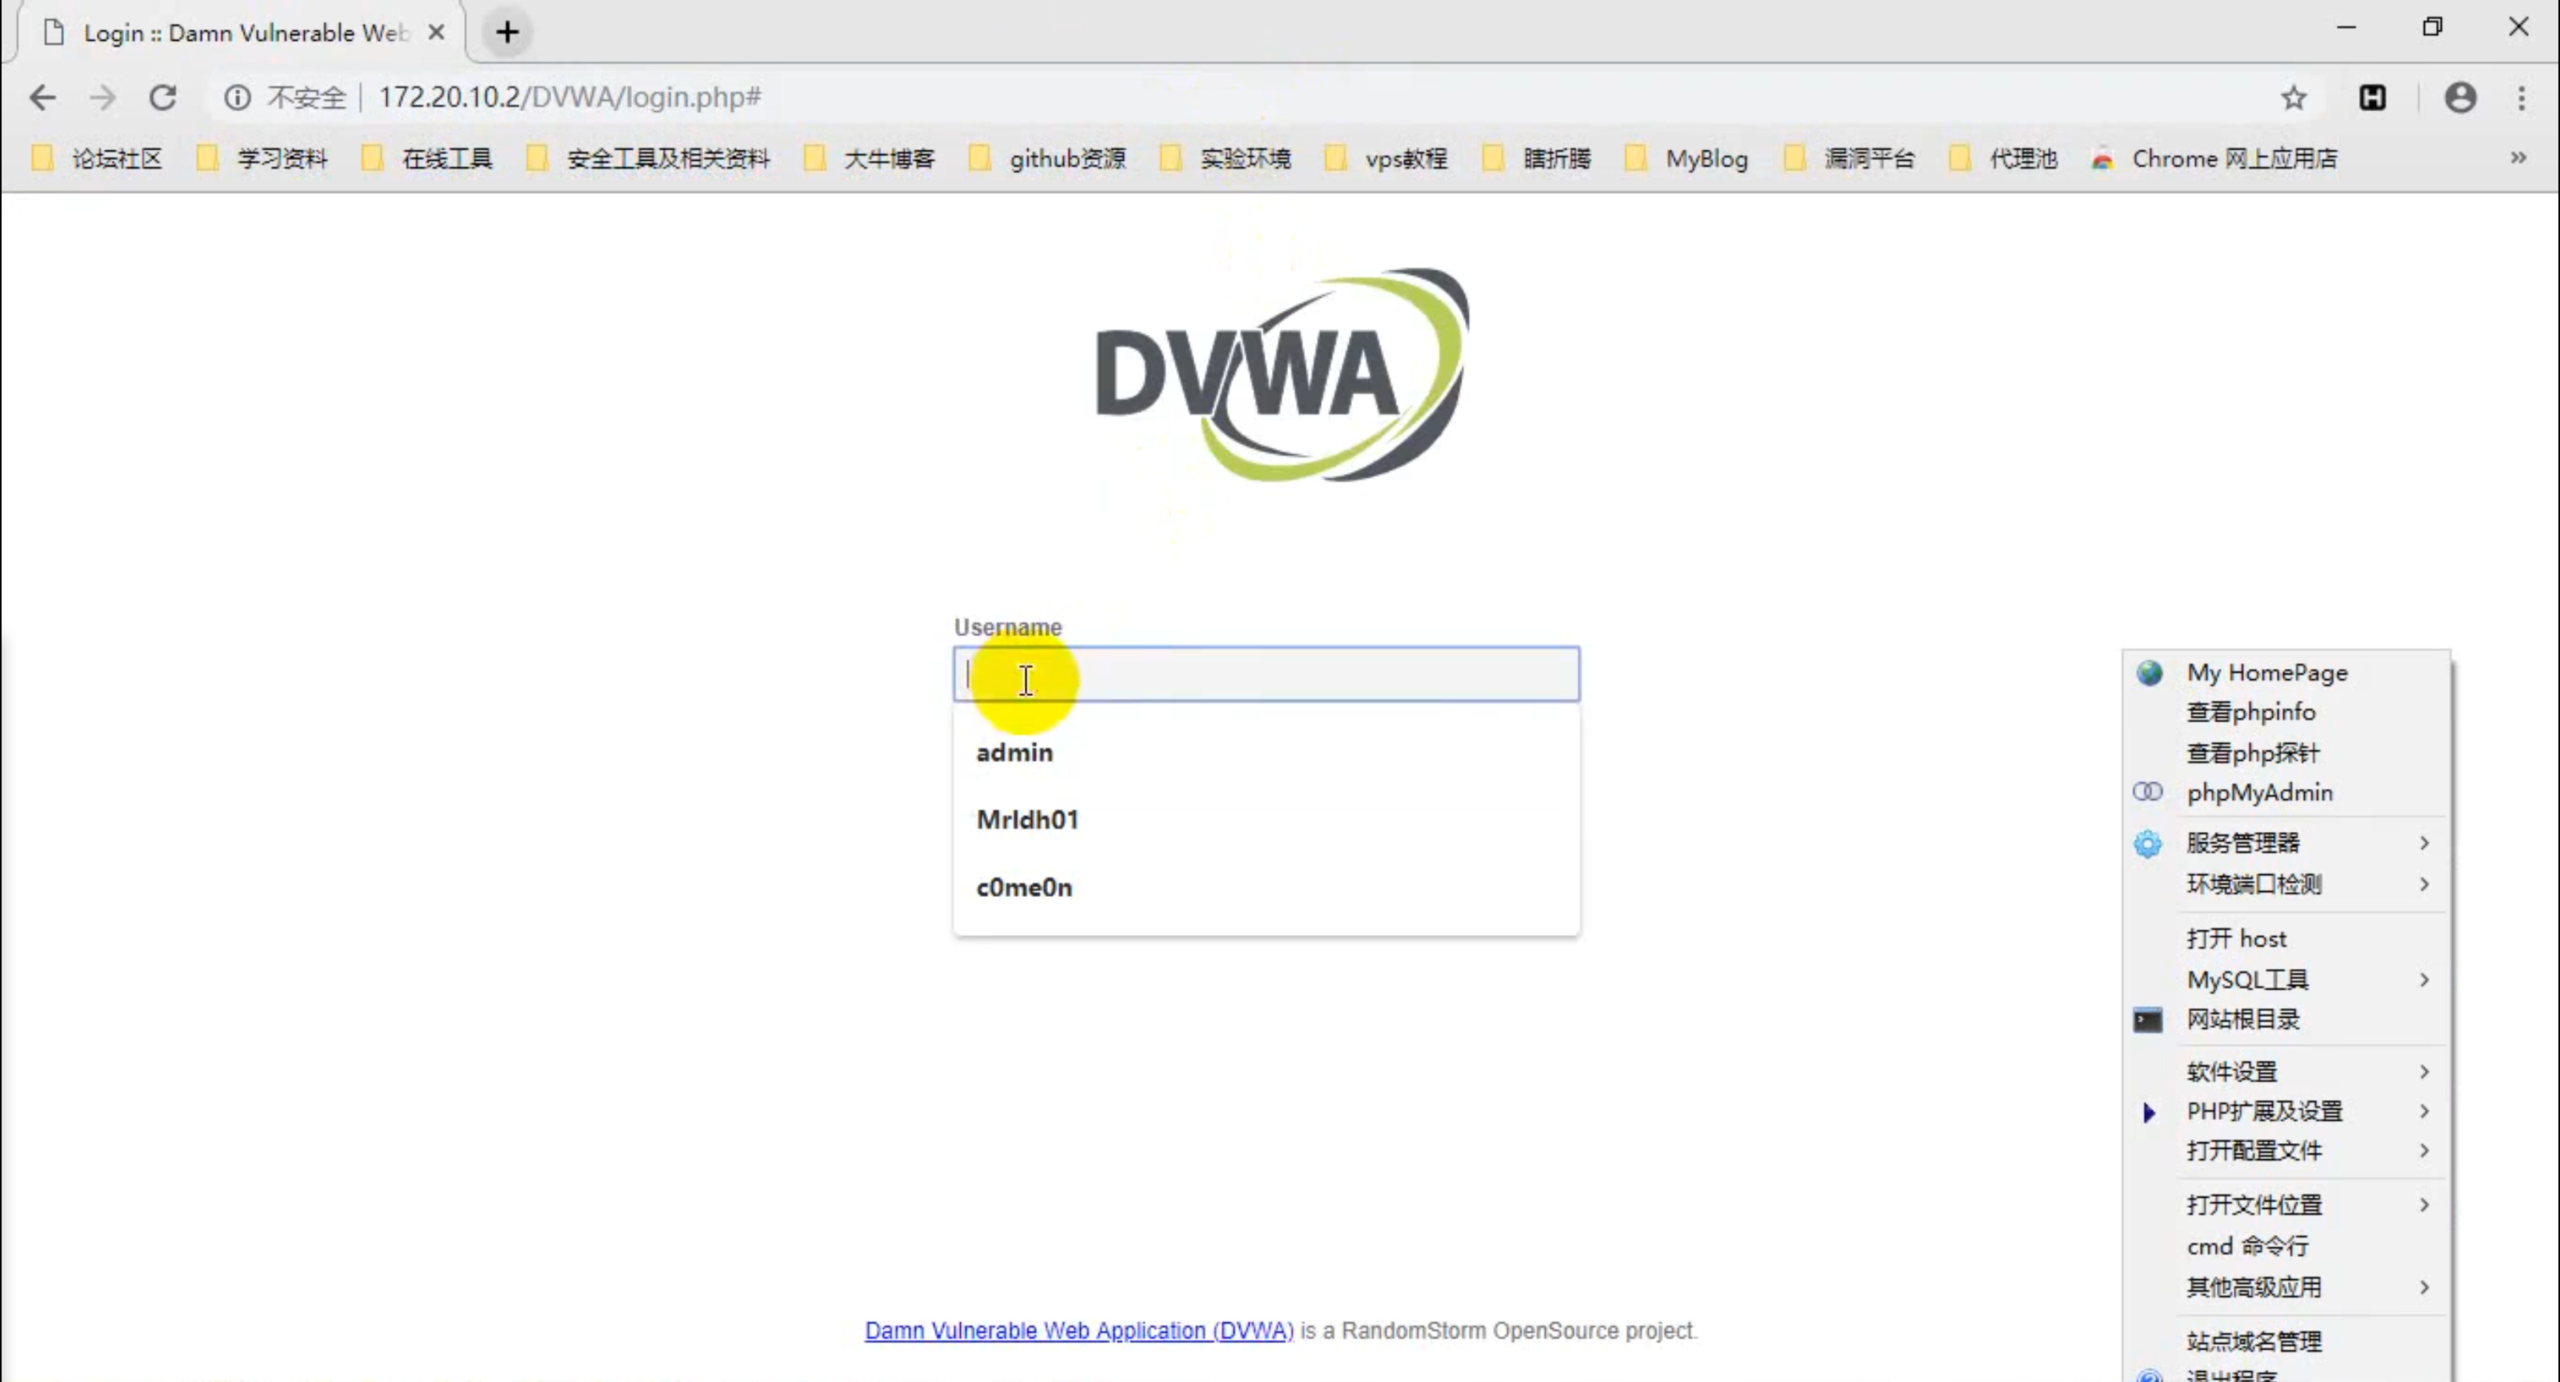 Login :: Damn Vulnerable Web
不安全 172.20.10.2/DVWA/login.php#
论坛社区 学习资料 在线工具 安全工具及相关资料 大牛博客 github资源 实验环境 vps教程 瞎折腾 MyBlog 漏洞平台 代理池 Chrome 网上应用店 »
DVWA
Username
admin
Mrldh01
c0me0n
Damn Vulnerable Web Application (DVWA) is a RandomStorm OpenSource project.
My HomePage
查看phpinfo
查看php探针
phpMyAdmin
服务管理器
环境端口检测
打开 host
MySQL工具
网站根目录
软件设置
PHP扩展及设置
打开配置文件
打开文件位置
cmd 命令行
其他高级应用
站点域名管理
退出程序